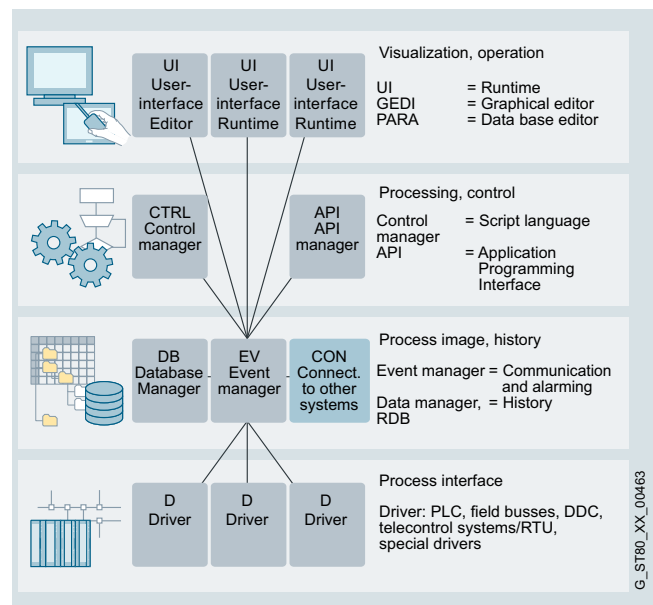 UI
User-
interface
Editor
UI
User-
interface
Runtime
UI
User-
interface
Runtime
Visualization, operation
UI = Runtime
GEDI = Graphical editor
PARA = Data base editor
CTRL
Control
manager
API
API
manager
Processing, control
Control = Script language
manager
API = Application
Programming
Interface
DB
Database
Manager
EV
Event
manager
CON
Connect.
to other
systems
Process image, history
Event manager = Communication
and alarming
Data manager, = History
RDB
D
Driver
D
Driver
D
Driver
Process interface
Driver: PLC, field busses, DDC,
telecontrol systems/RTU,
special drivers
G_ST80_XX_00463